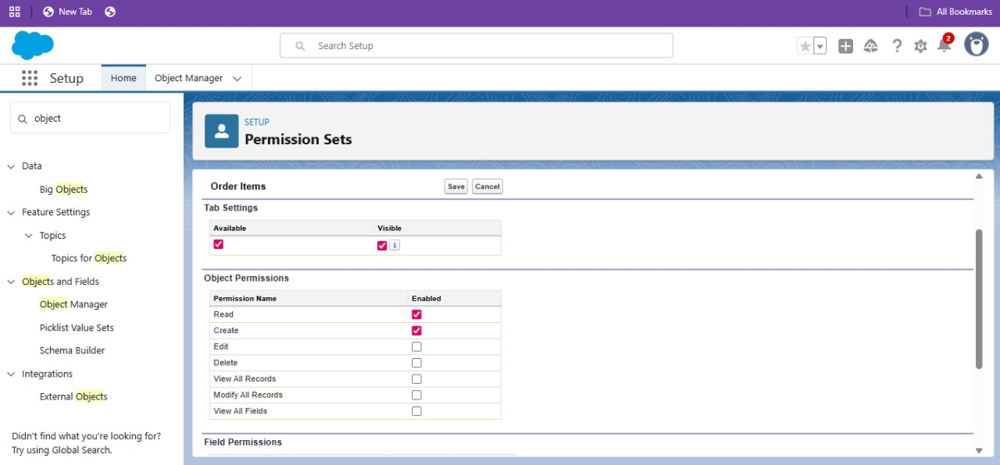 New Tab
All Bookmarks
Search Setup
2
Setup
Home
Object Manager
object
Data
Big Objects
Feature Settings
Topics
Topics for Objects
Objects and Fields
Object Manager
Picklist Value Sets
Schema Builder
Integrations
External Objects
Didn't find what you're looking for?
Try using Global Search.
SETUP
Permission Sets
Order Items
Save
Cancel
Tab Settings
Available
Visible
i
Object Permissions
Permission Name
Enabled
Read
Create
Edit
Delete
View All Records
Modify All Records
View All Fields
Field Permissions